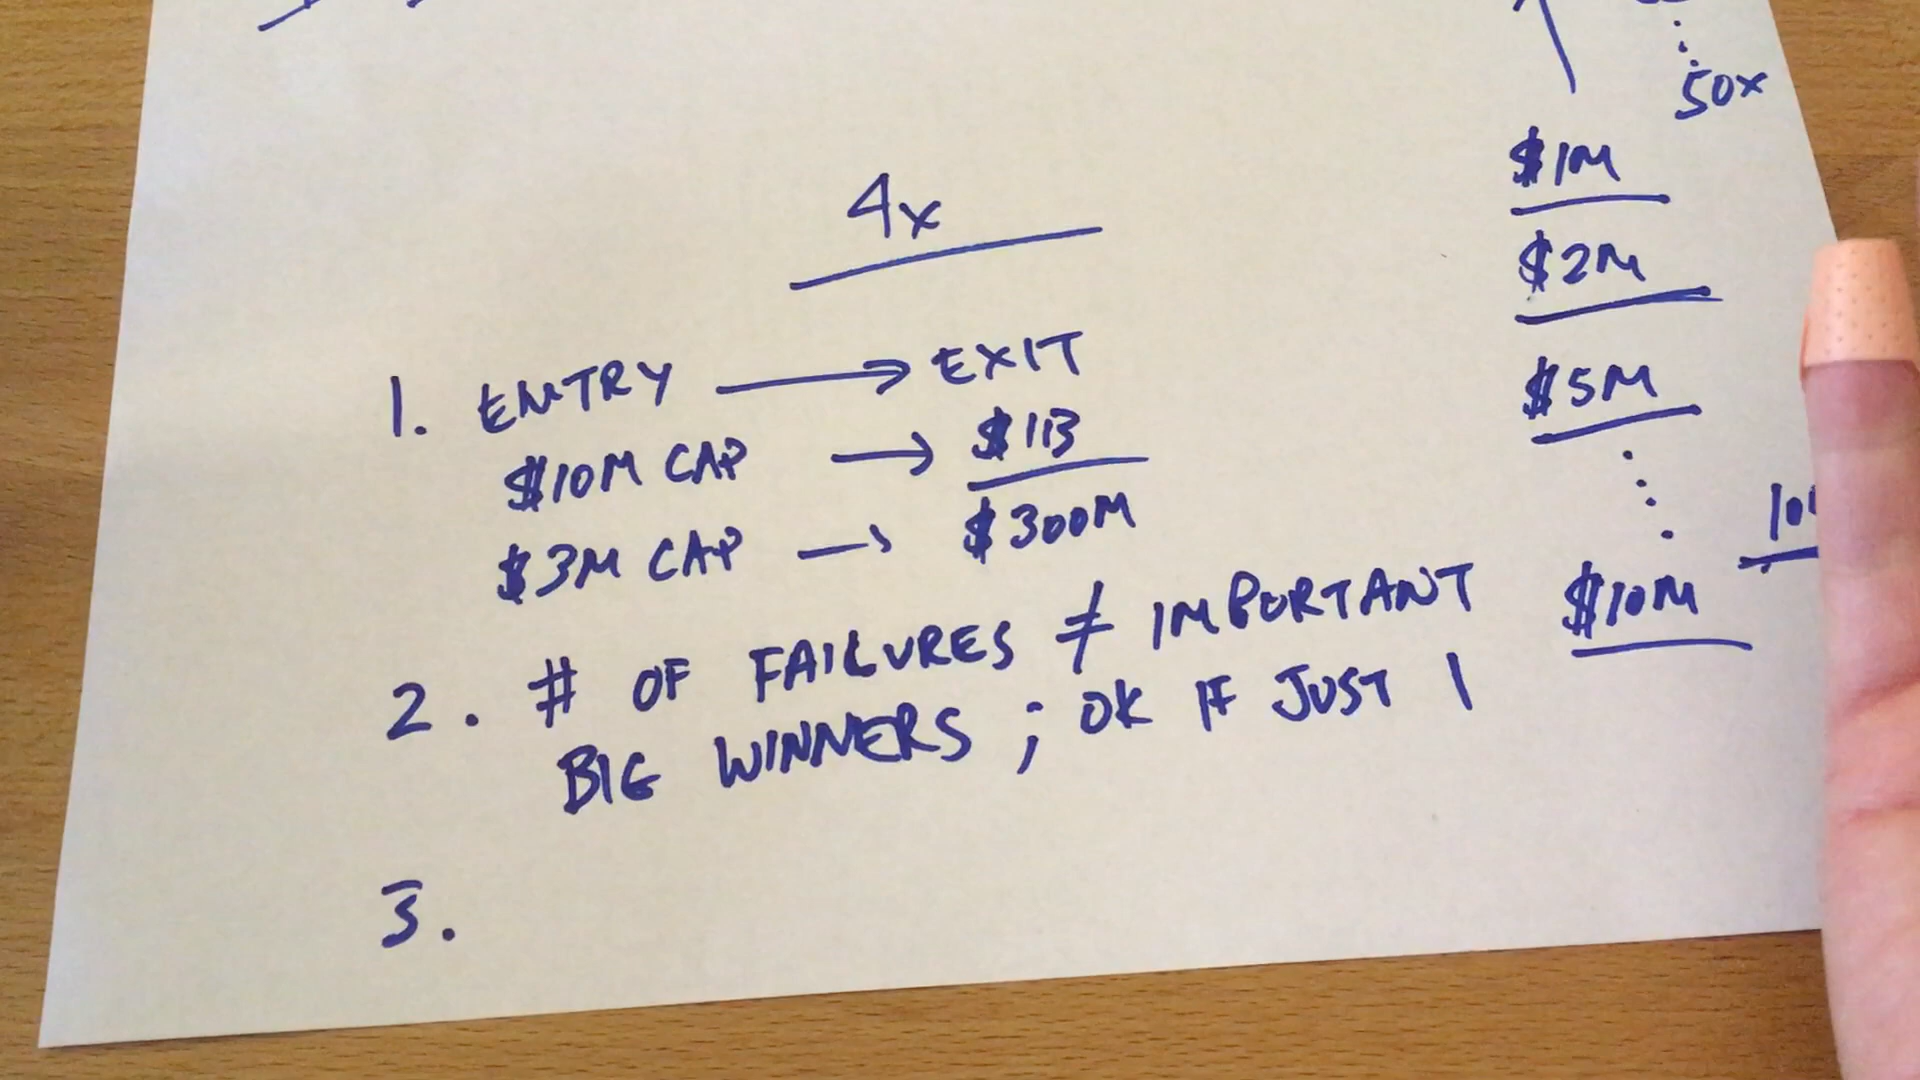 50x
$1M
4x
$2M
1. ENTRY → EXIT
$5M
$10M CAP → $1B
$3M CAP → $300M
$10M
2. # OF FAILURES ≠ IMPORTANT
BIG WINNERS ; OK IF JUST 1
3.